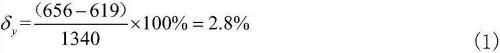 δ_y = (656−619)/1340 ×100% = 2.8% (1)